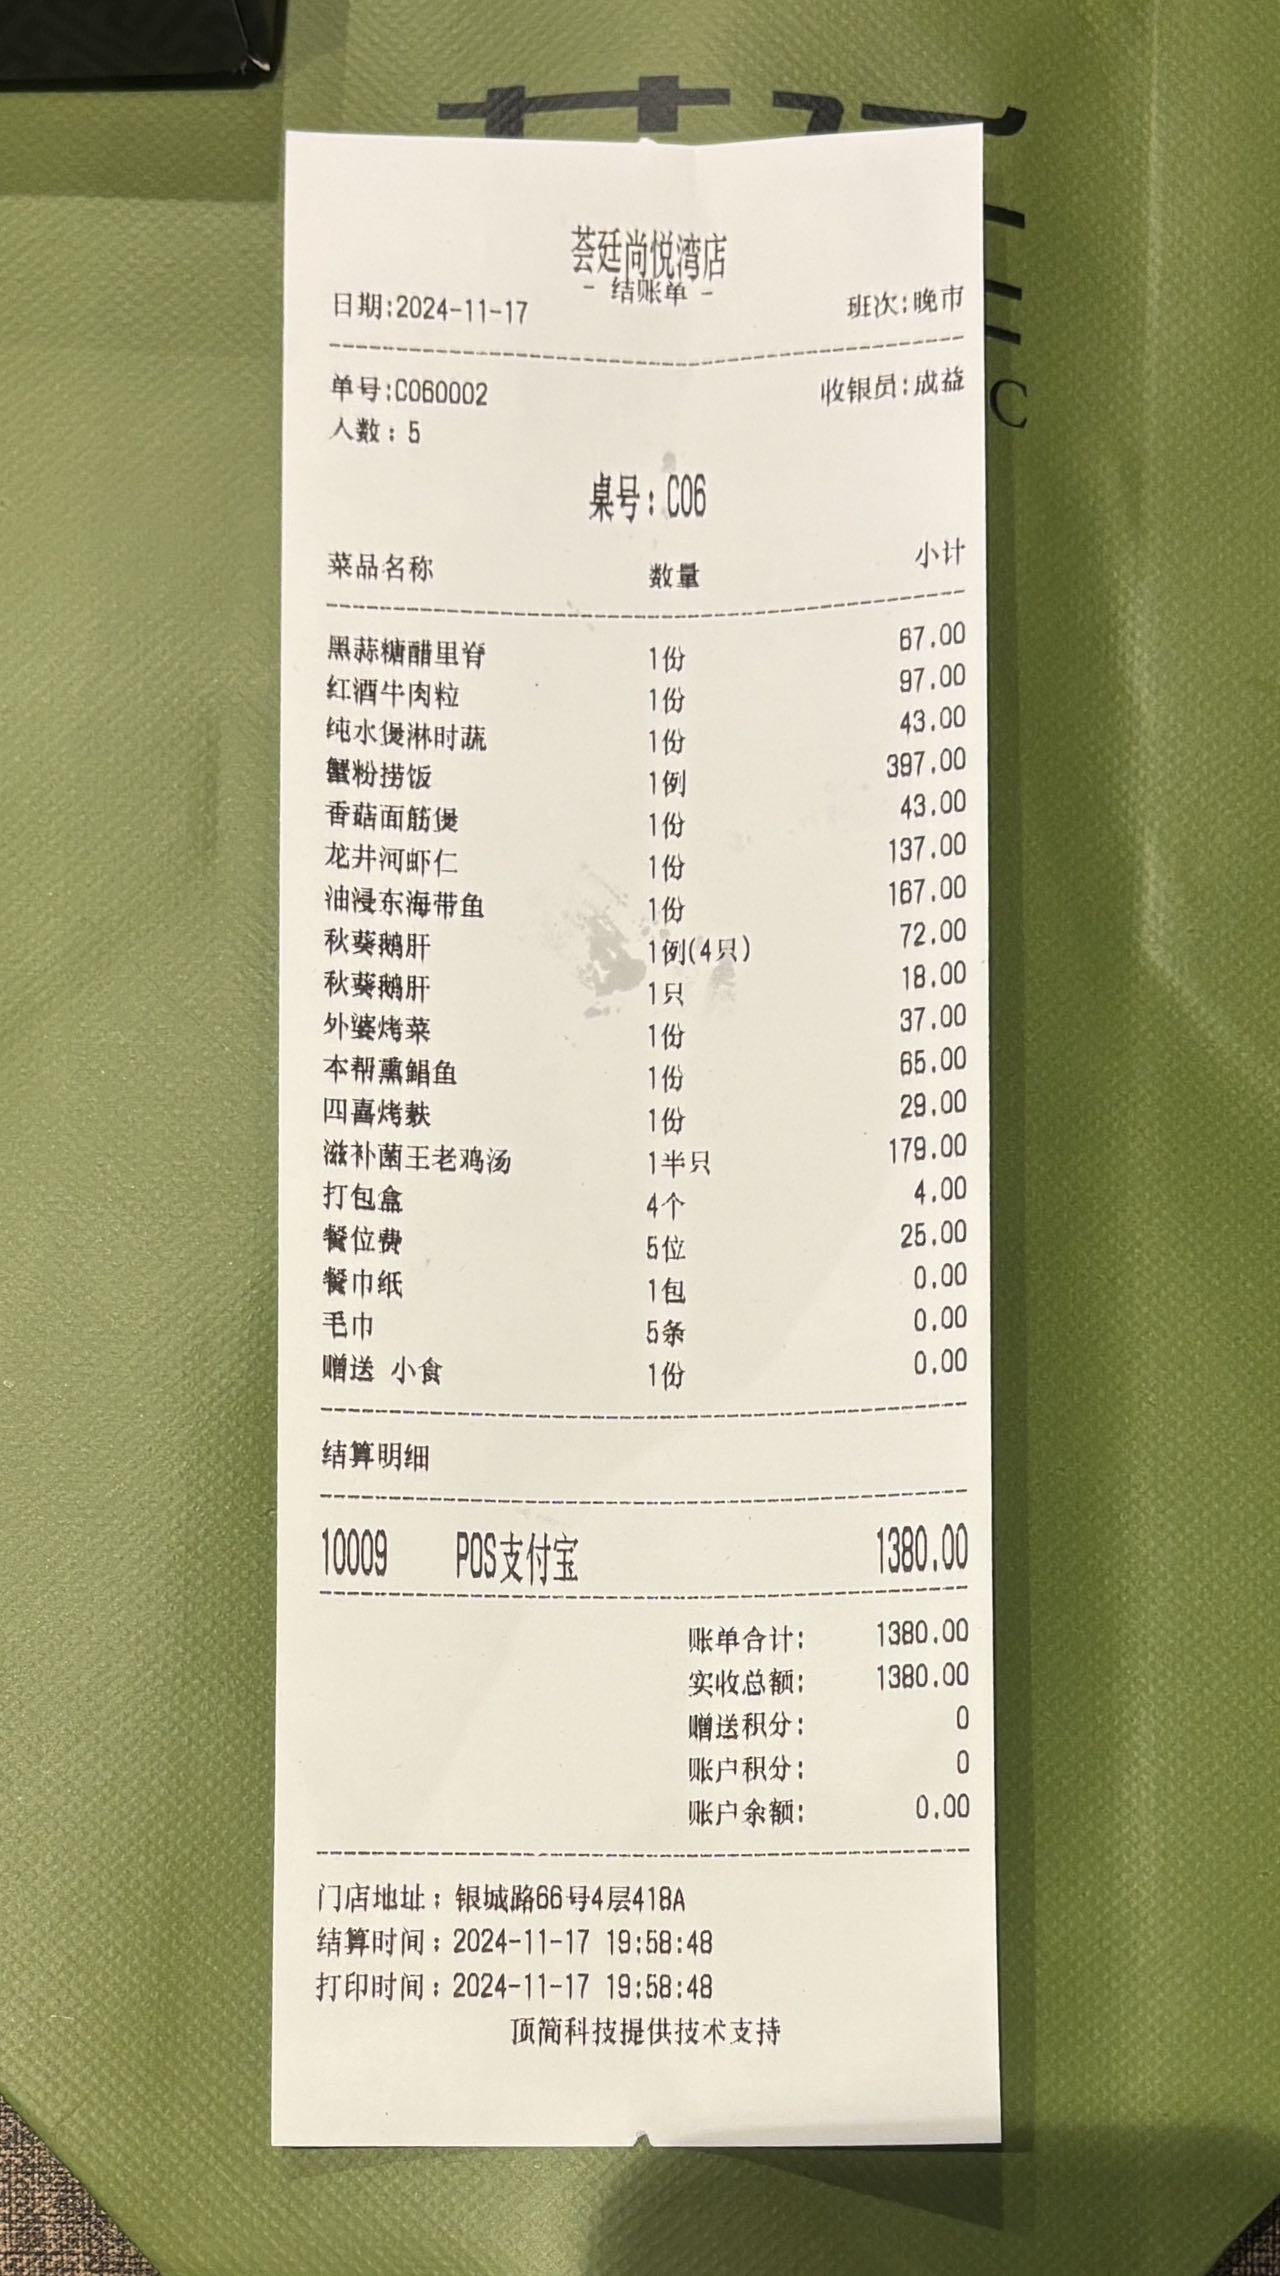 荟廷尚悦湾店
- 结账单 -
日期:2024-11-17 班次:晚市
单号:C060002 收银员:成益
人数:5
桌号:C06
菜品名称 数量 小计
黑蒜糖醋里脊 1份 67.00
红酒牛肉粒 1份 97.00
纯水煲淋时蔬 1份 43.00
蟹粉捞饭 1例 397.00
香菇面筋煲 1份 43.00
龙井河虾仁 1份 137.00
油浸东海带鱼 1份 167.00
秋葵鹅肝 1例(4只) 72.00
秋葵鹅肝 1只 18.00
外婆烤菜 1份 37.00
本帮熏鲳鱼 1份 65.00
四喜烤麸 1份 29.00
滋补菌王老鸡汤 1半只 179.00
打包盒 4个 4.00
餐位费 5位 25.00
餐巾纸 1包 0.00
毛巾 5条 0.00
赠送 小食 1份 0.00
结算明细
10009 POS支付宝 1380.00
账单合计: 1380.00
实收总额: 1380.00
赠送积分: 0
账户积分: 0
账户余额: 0.00
门店地址:银城路66号4层418A
结算时间:2024-11-17 19:58:48
打印时间:2024-11-17 19:58:48
顶简科技提供技术支持